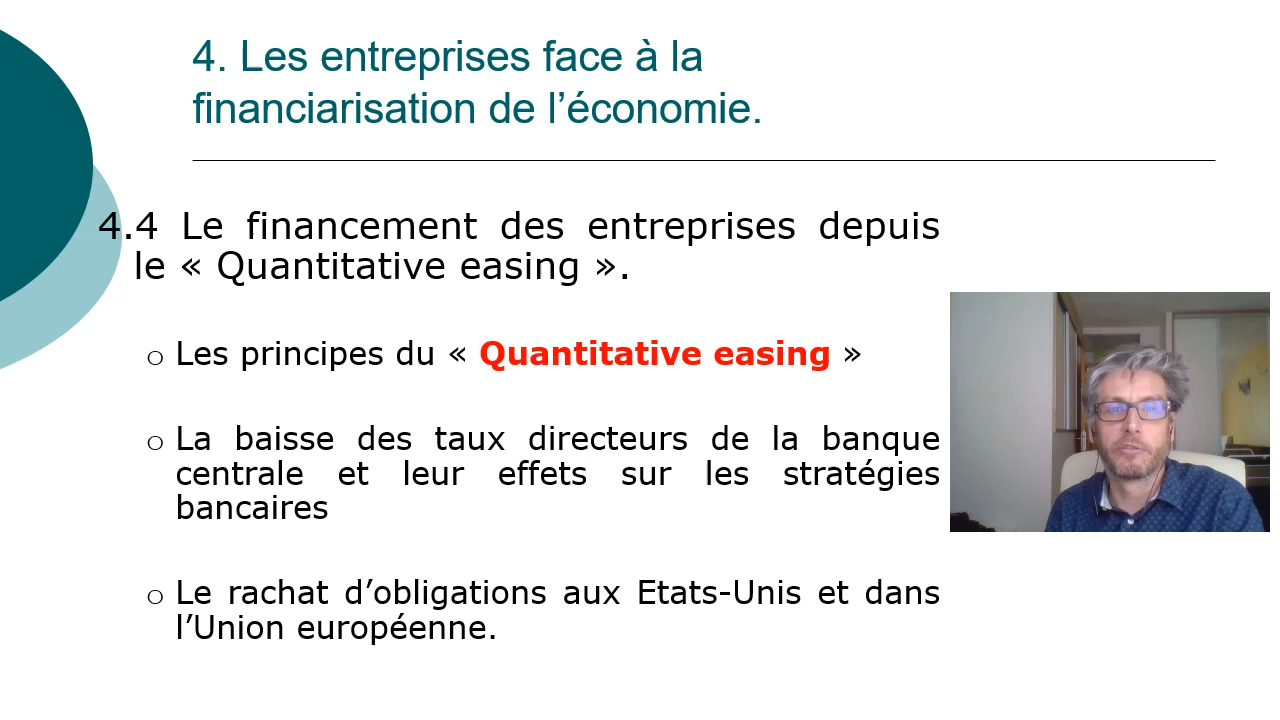 4. Les entreprises face à la
financiarisation de l’économie.
4.4 Le financement des entreprises depuis
le « Quantitative easing ».
Les principes du « Quantitative easing »
La baisse des taux directeurs de la banque
centrale et leur effets sur les stratégies
bancaires
Le rachat d’obligations aux Etats-Unis et dans
l’Union européenne.